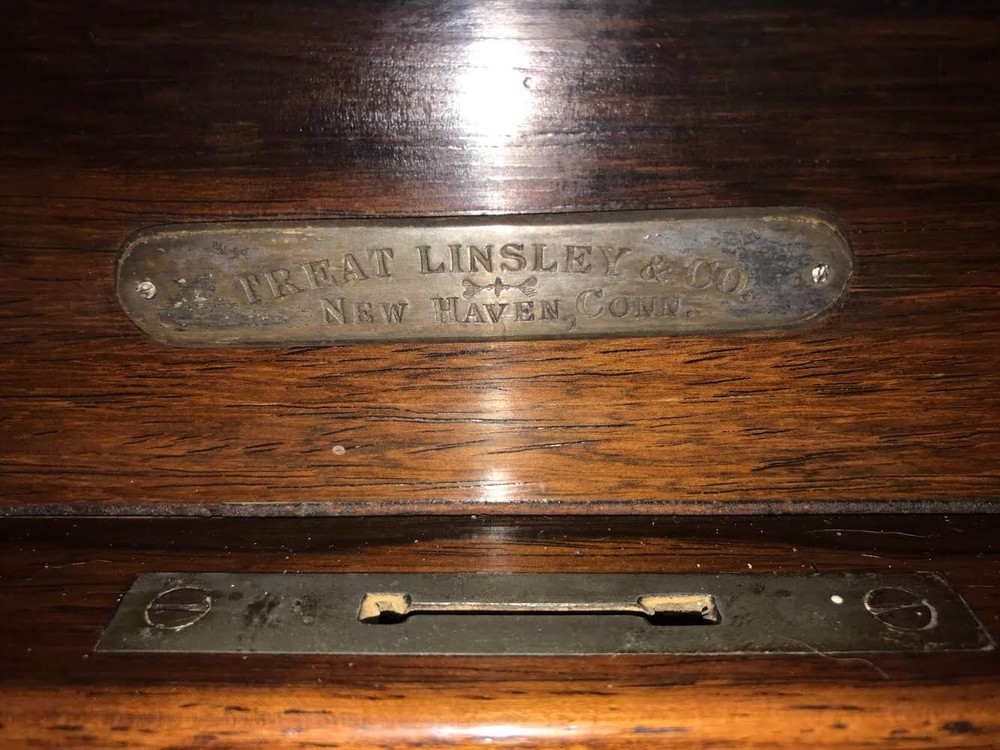 TREAT LINSLEY & CO.
NEW HAVEN, CONN.